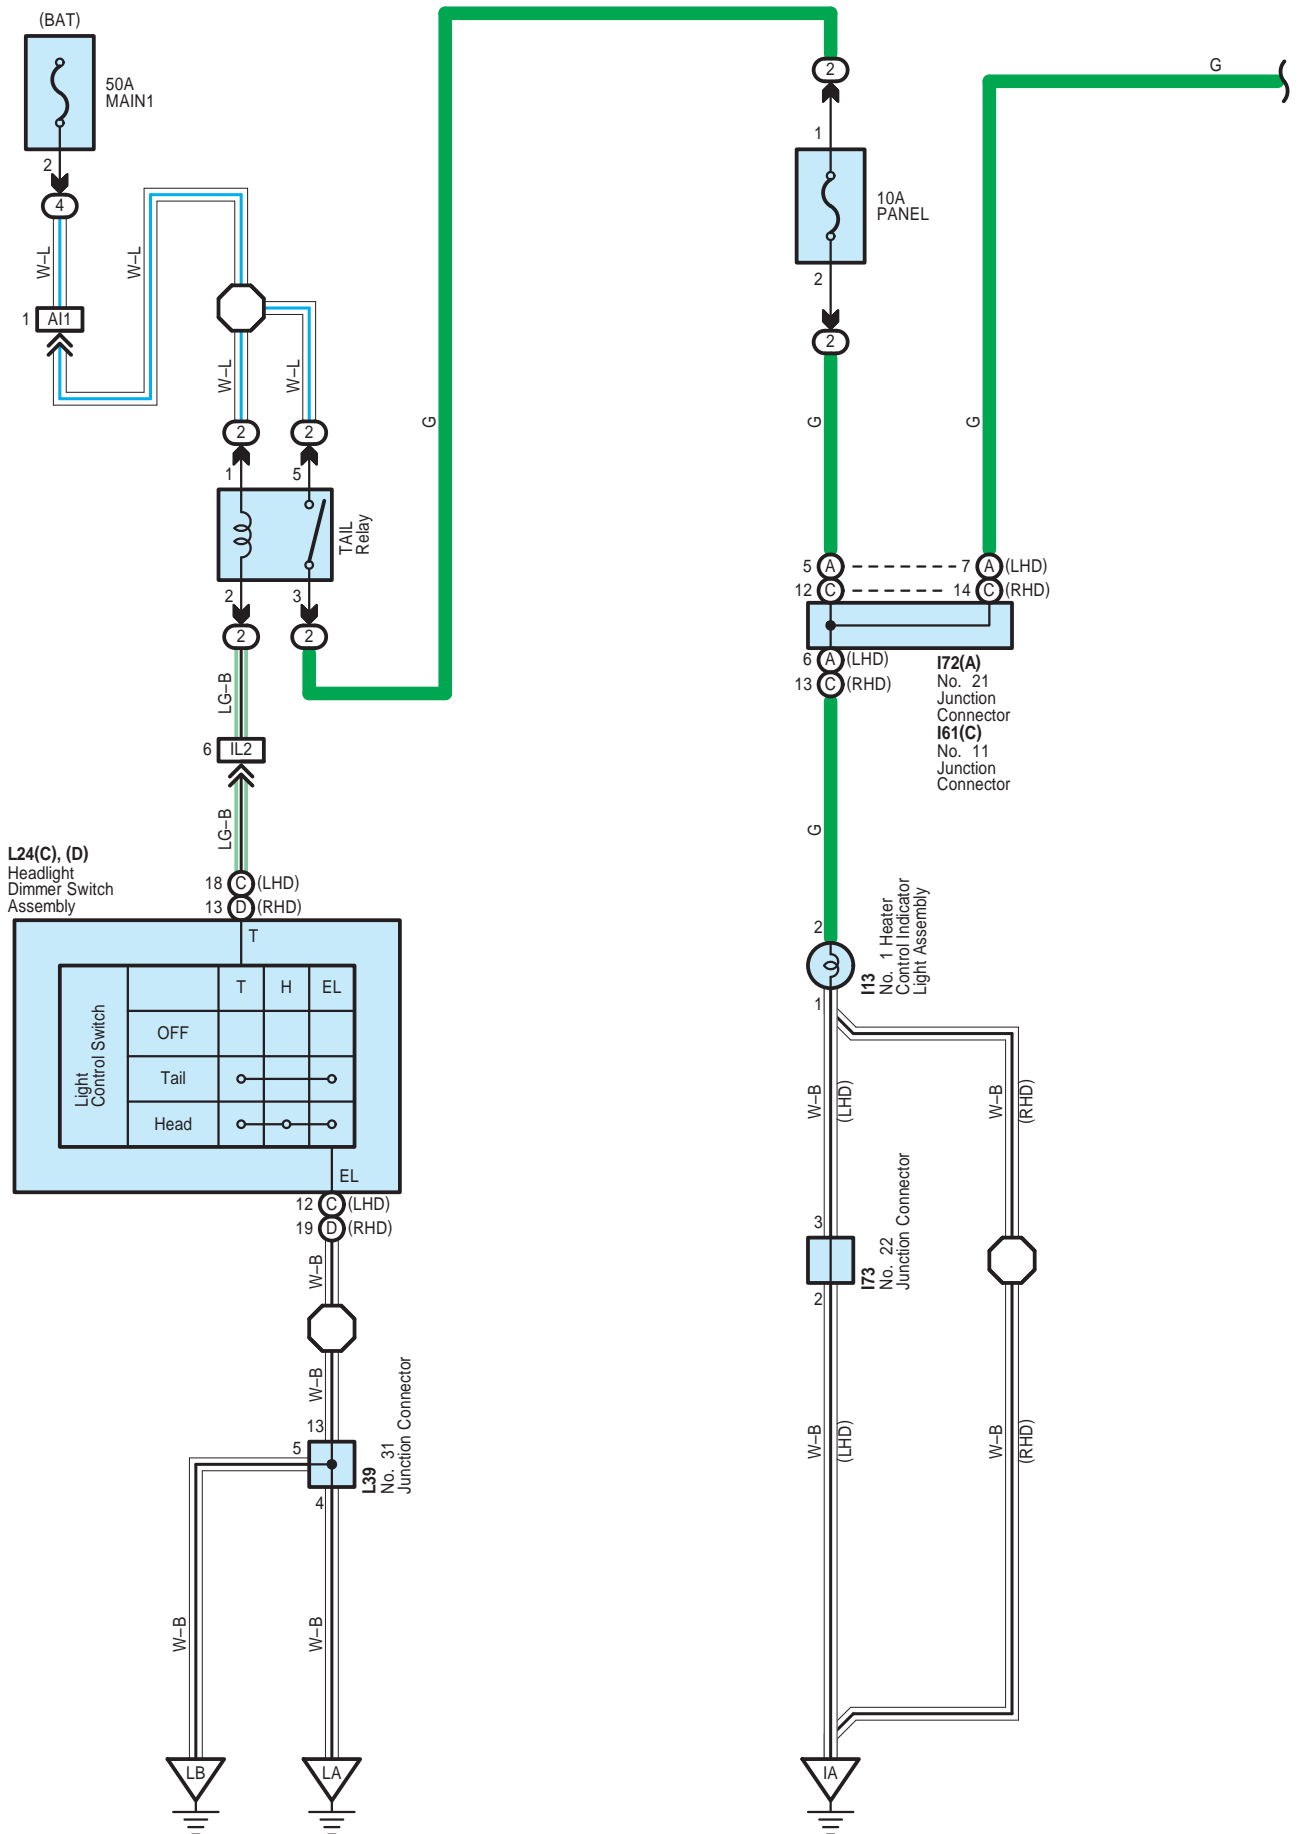 (BAT)
50A
MAIN1
2
4
W–L
1
AI1
W–L
W–L
W–L
2
2
1
5
TAIL
Relay
2
3
2
2
LG–B
6
IL2
LG–B
L24(C), (D)
Headlight
Dimmer Switch
Assembly
18
C
(LHD)
13
D
(RHD)
T
Light
Control Switch
T
H
EL
OFF
Tail
Head
EL
12
C
(LHD)
19
D
(RHD)
W–B
W–B
13
5
4
L39
No. 31
Junction Connector
W–B
W–B
LB
LA
G
2
1
10A
PANEL
2
2
G
G
G
5
A
7
A
(LHD)
12
C
14
C
(RHD)
6
A
(LHD)
13
C
(RHD)
I72(A)
No. 21
Junction
Connector
I61(C)
No. 11
Junction
Connector
G
2
I13
No. 1 Heater
Control Indicator
Light Assembly
1
W–B
(LHD)
W–B
(RHD)
3
I73
No. 22
Junction Connector
2
W–B
(LHD)
W–B
(RHD)
IA